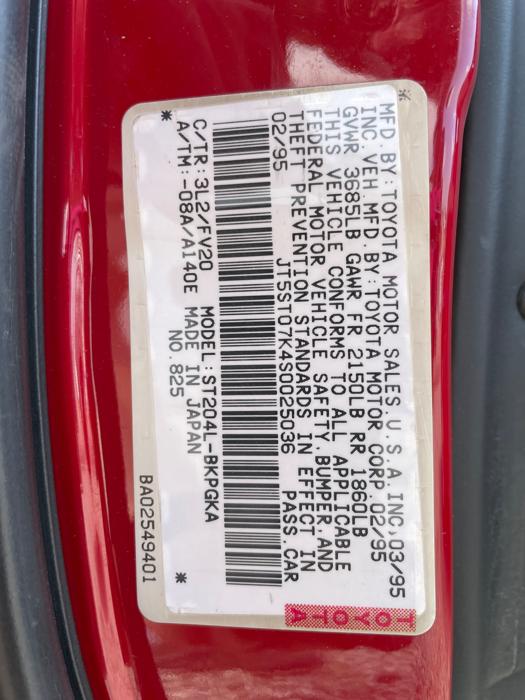 MFD.BY:TOYOTA MOTOR SALES.U.S.A.INC.03/95
INC.VEH.MFD.BY:TOYOTA MOTOR CORP.02/95
GVWR 3685LB GAWR FR 2150LB RR 1860LB
THIS VEHICLE CONFORMS TO ALL APPLICABLE
FEDERAL MOTOR VEHICLE SAFETY,BUMPER,AND
THEFT PREVENTION STANDARDS IN EFFECT IN
02/95 JT5ST07K4S0025036 PASS.CAR
C/TR:3L2/FV20 MODEL:ST204L-BKPGKA
A/TM:-08A/A140E MADE IN JAPAN
NO.825
BA02549401
TOYOTA